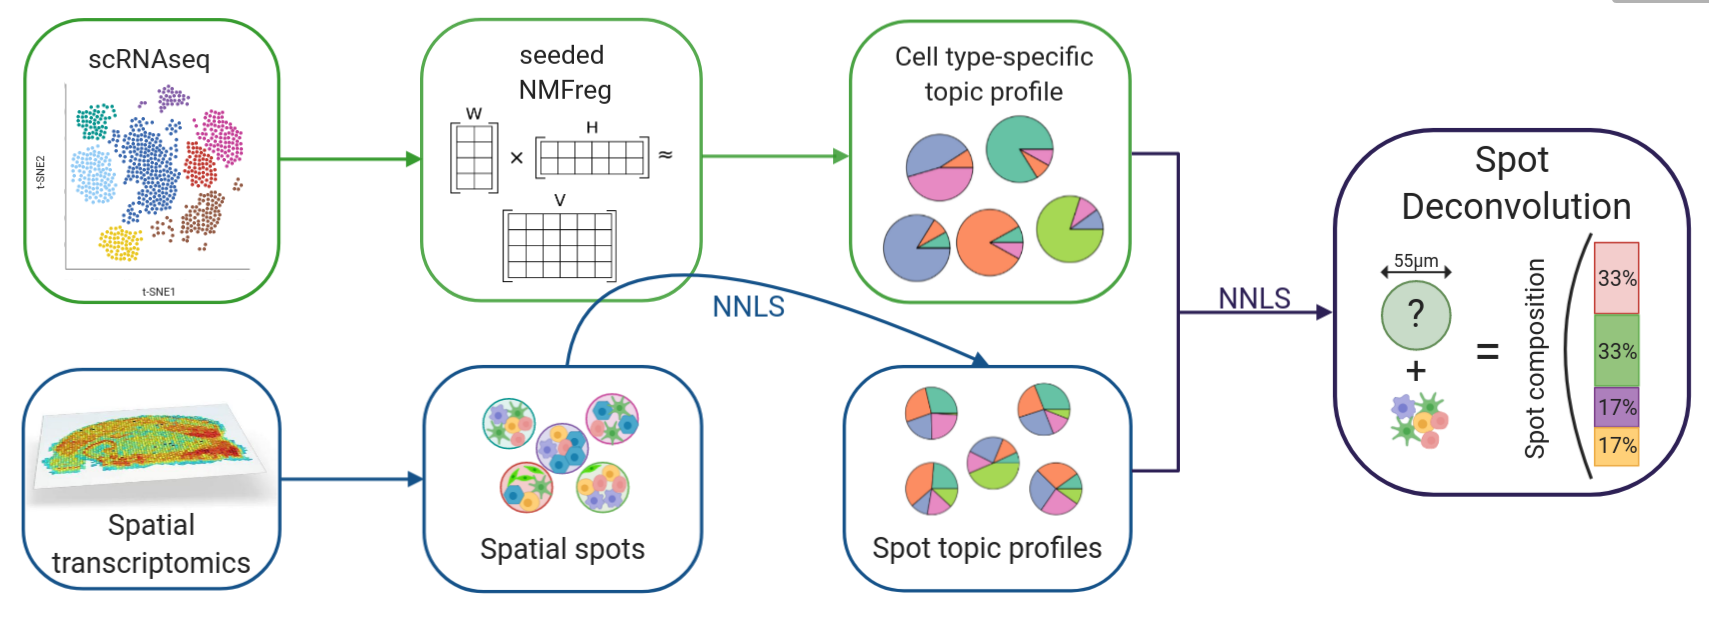 scRNAseq
t-SNE2
t-SNE1
seeded
NMFreg
W
×
H
≈
V
Cell type-specific
topic profile
NNLS
Spatial
transcriptomics
Spatial spots
Spot topic profiles
NNLS
Spot
Deconvolution
55µm
?
+
=
Spot composition
33%
33%
17%
17%